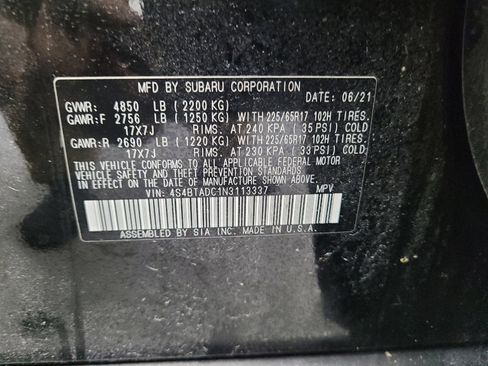 MFD BY SUBARU CORPORATION
GVWR: 4850 LB (2200 KG) DATE: 06/21
GAWR:F 2756 LB (1250 KG) WITH 225/65R17 102H TIRES.
17X7J RIMS. AT 240 KPA (35 PSI) COLD
GAWR:R 2690 LB (1220 KG) WITH 225/65R17 102H TIRES.
17X7J RIMS. AT 230 KPA (33 PSI) COLD
THIS VEHICLE CONFORMS TO ALL APPLICABLE FEDERAL MOTOR
VEHICLE SAFETY AND THEFT PREVENTION STANDARDS
IN EFFECT ON THE DATE OF MANUFACTURE SHOWN ABOVE.
VIN: 4S4BTADC1N3113337 MPV
ASSEMBLED BY SIA INC. MADE IN U.S.A.